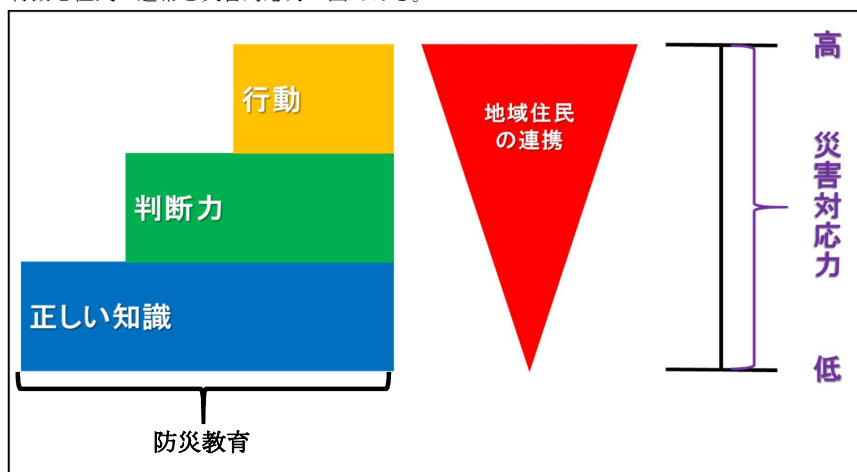 行動
地域住民
の連携
高
判断力
災害対応力
正しい知識
低
防災教育